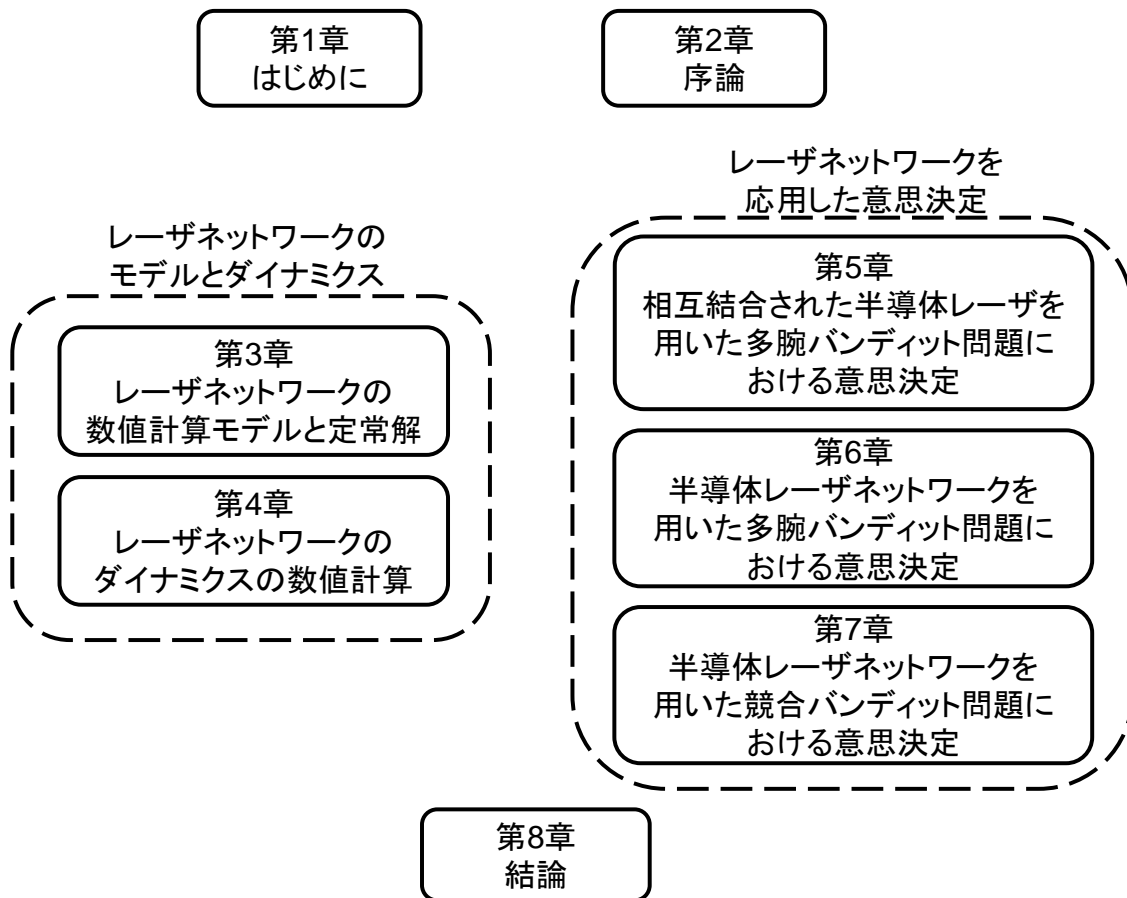 第1章
はじめに
第2章
序論
レーザネットワークの
モデルとダイナミクス
第3章
レーザネットワークの
数値計算モデルと定常解
第4章
レーザネットワークの
ダイナミクスの数値計算
レーザネットワークを
応用した意思決定
第5章
相互結合された半導体レーザを
用いた多腕バンディット問題に
おける意思決定
第6章
半導体レーザネットワークを
用いた多腕バンディット問題に
おける意思決定
第7章
半導体レーザネットワークを
用いた競合バンディット問題に
おける意思決定
第8章
結論